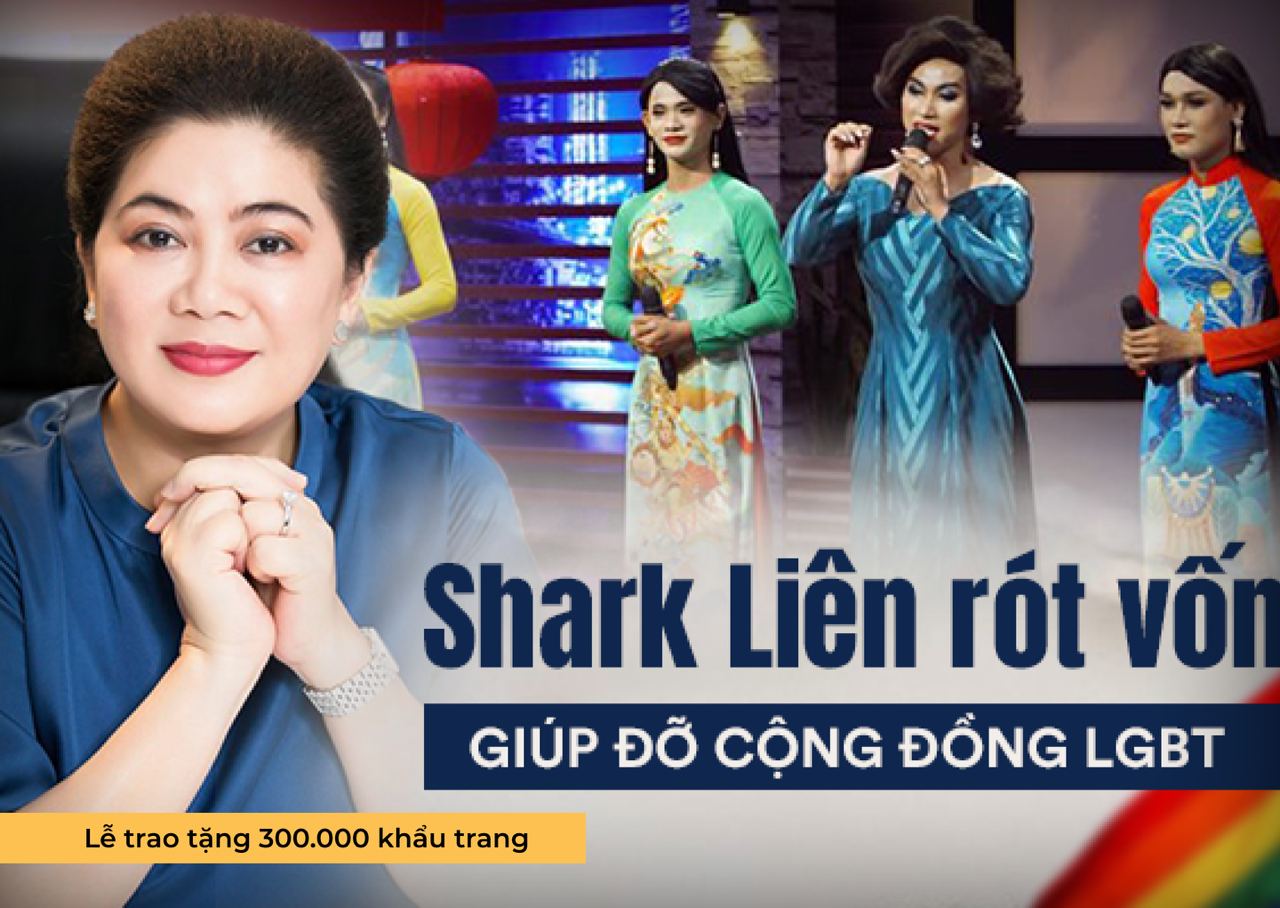 Shark Liên rót vốn
GIÚP ĐỠ CỘNG ĐỒNG LGBT
Lễ trao tặng 300.000 khẩu trang